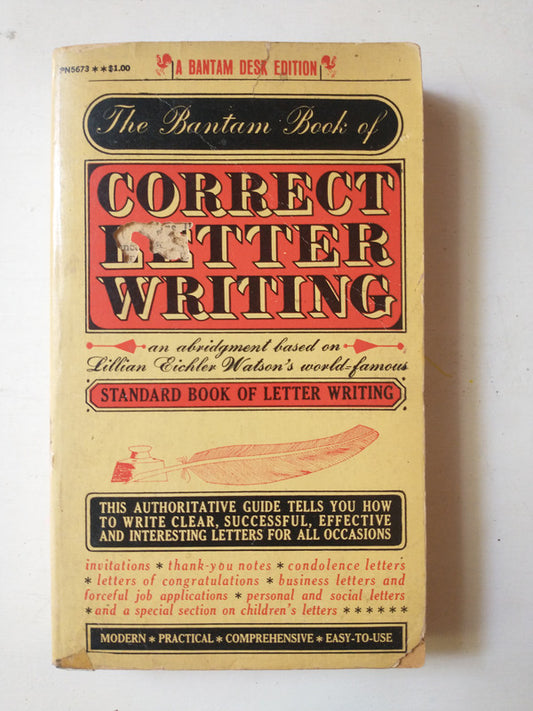 PN5673 **$1.00
A BANTAM DESK EDITION
The Bantam Book of
CORRECT
LETTER
WRITING
an abridgment based on
Lillian Eichler Watson's world=famous
STANDARD BOOK OF LETTER WRITING
THIS AUTHORITATIVE GUIDE TELLS YOU HOW
TO WRITE CLEAR, SUCCESSFUL, EFFECTIVE
AND INTERESTING LETTERS FOR ALL OCCASIONS
invitations * thank-you notes * condolence letters
* letters of congratulations * business letters and
forceful job applications * personal and social letters
*and a special section on children's letters ******
MODERN * PRACTICAL * COMPREHENSIVE * EASY-TO-USE